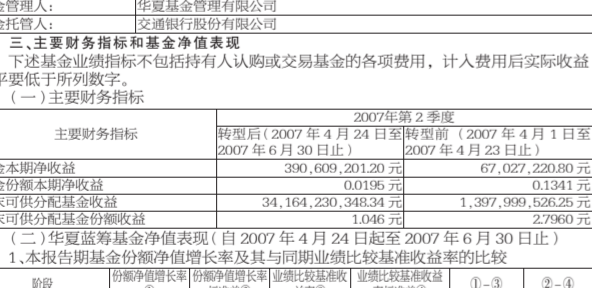 金管理人： 华夏基金管理有限公司
金托管人： 交通银行股份有限公司
三、主要财务指标和基金净值表现
下述基金业绩指标不包括持有人认购或交易基金的各项费用，计入费用后实际收益
平要低于所列数字。
（一）主要财务指标
主要财务指标 2007年第2季度
转型后（2007年4月24日至2007年6月30日止） 转型前（2007年4月1日至2007年4月23日止）
金本期净收益 390,609,201.20元 67,027,220.80元
金份额本期净收益 0.0195元 0.1341元
末可供分配基金收益 34,164,230,348.34元 1,397,999,526.25元
末可供分配基金份额收益 1.046元 2.7960元
（二）华夏蓝筹基金净值表现（自2007年4月24日起至2007年6月30日止）
1、本报告期基金份额净值增长率及其与同期业绩比较基准收益率的比较
阶段 份额净值增长率 份额净值增长率 业绩比较基准收 业绩比较基准收益 ①-③ ②-④